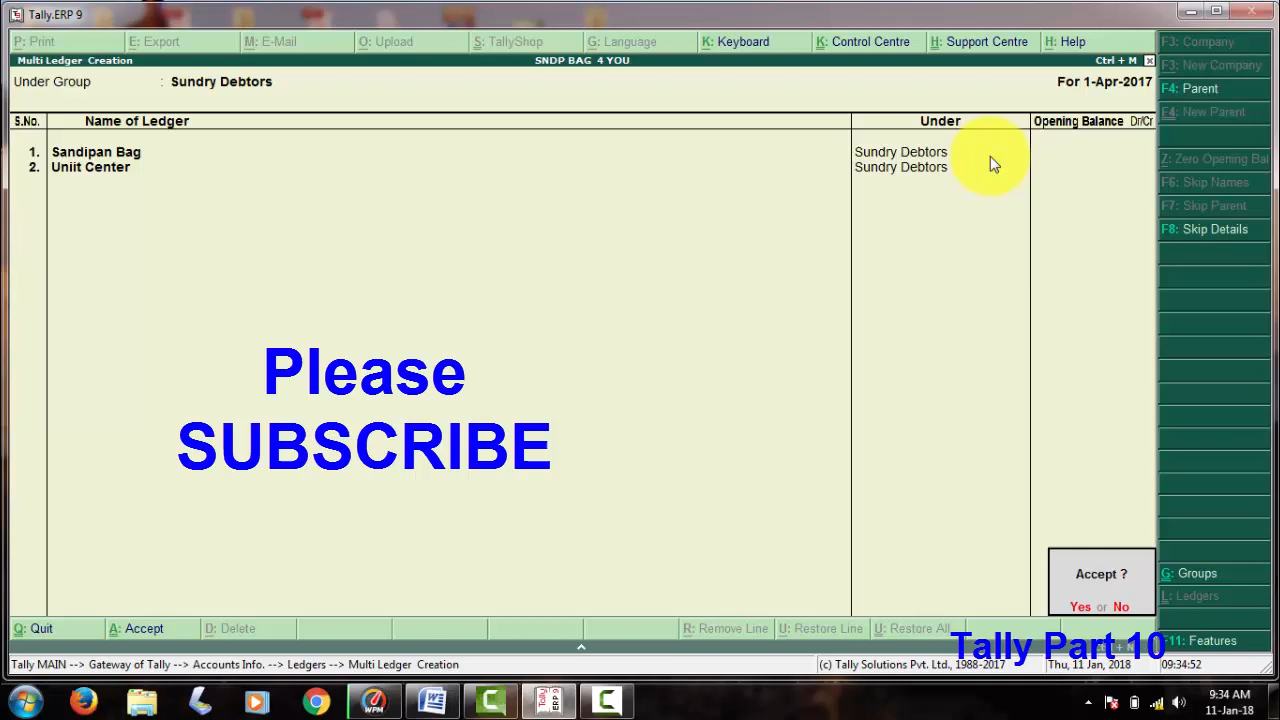 Tally.ERP 9
P: Print E: Export M: E-Mail O: Upload S: TallyShop G: Language K: Keyboard K: Control Centre H: Support Centre H: Help
Multi Ledger Creation SNDP BAG 4 YOU Ctrl + M
Under Group : Sundry Debtors For 1-Apr-2017
S.No. Name of Ledger Under Opening Balance Dr/Cr
1. Sandipan Bag Sundry Debtors
2. Uniit Center Sundry Debtors
Please
SUBSCRIBE
F3: Company
F3: New Company
F4: Parent
F4: New Parent
Z: Zero Opening Bal
F6: Skip Names
F7: Skip Parent
F8: Skip Details
G: Groups
L: Ledgers
F11: Features
Accept ?
Yes or No
Q: Quit A: Accept D: Delete R: Remove Line U: Restore Line U: Restore All
Tally Part 10
Ctrl + N
Tally MAIN --> Gateway of Tally --> Accounts Info. --> Ledgers --> Multi Ledger Creation (c) Tally Solutions Pvt. Ltd., 1988-2017 Thu, 11 Jan, 2018 09:34:52
WPM
Tally ERP 9
9:34 AM
11-Jan-18